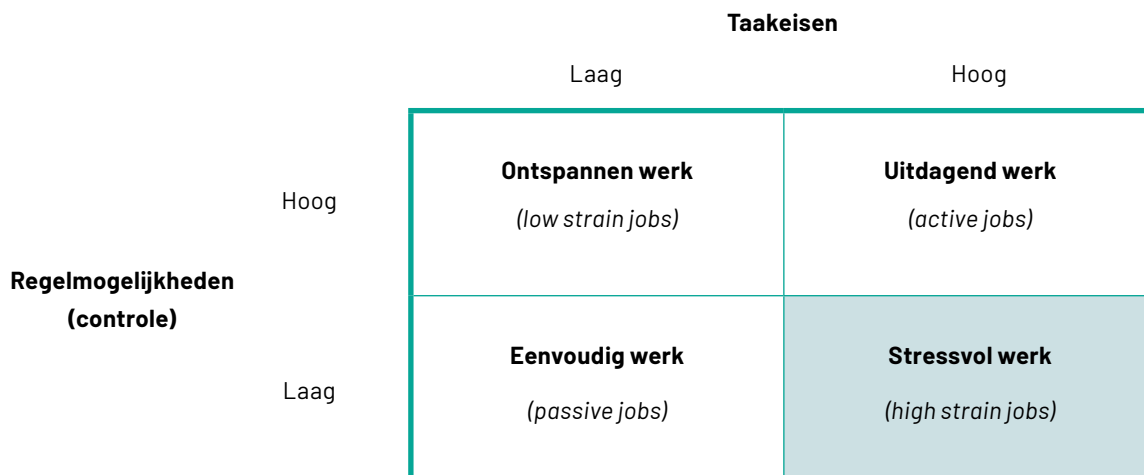 Taakeisen
Laag
Hoog
Hoog
Ontspannen werk
(low strain jobs)
Uitdagend werk
(active jobs)
Regelmogelijkheden
(controle)
Laag
Eenvoudig werk
(passive jobs)
Stressvol werk
(high strain jobs)